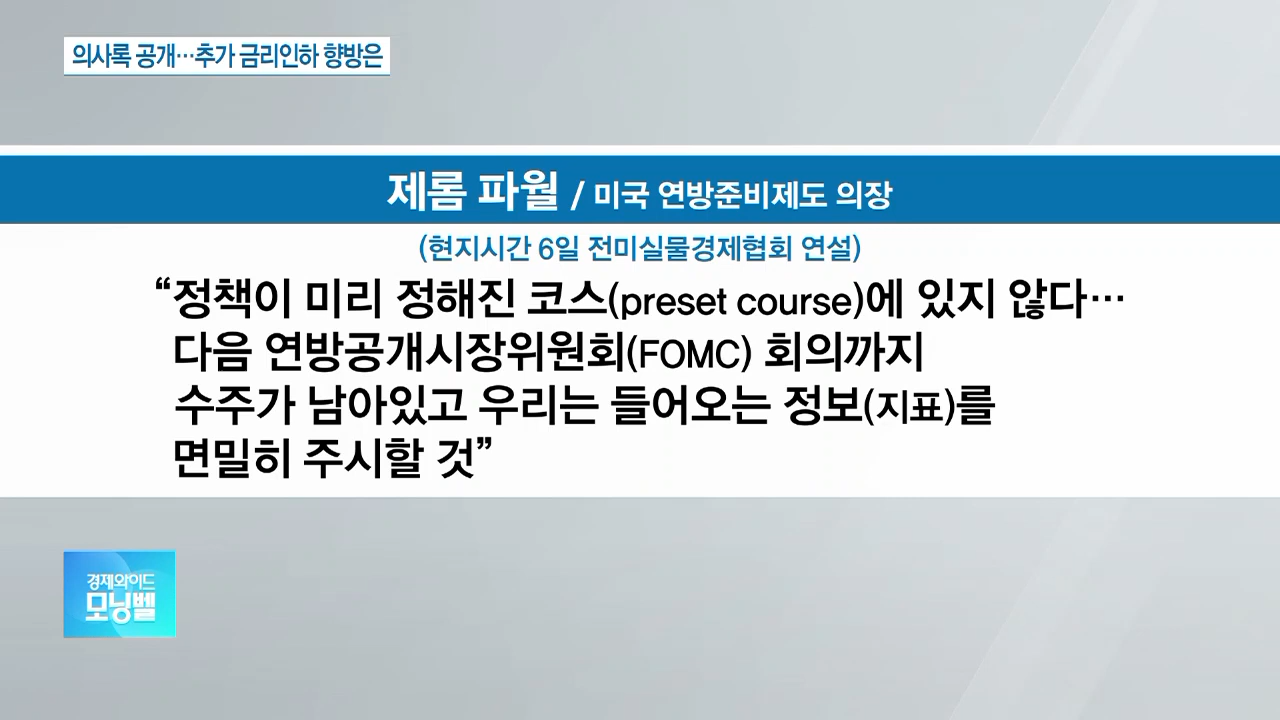 의사록 공개…추가 금리인하 향방은
제롬 파월 / 미국 연방준비제도 의장
(현지시간 6일 전미실물경제협회 연설)
“정책이 미리 정해진 코스(preset course)에 있지 않다…
다음 연방공개시장위원회(FOMC) 회의까지
수주가 남아있고 우리는 들어오는 정보(지표)를
면밀히 주시할 것”
경제와이드
모닝벨